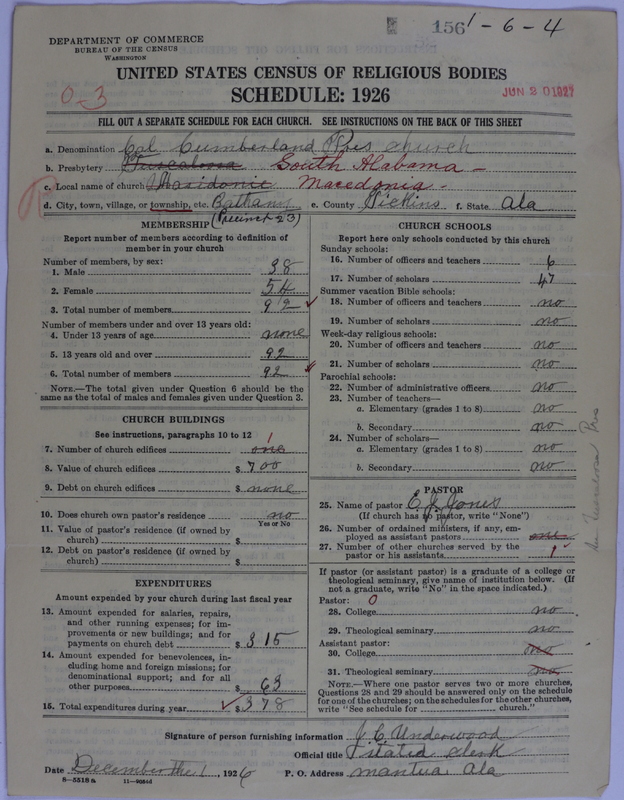 156 1-6-4
DEPARTMENT OF COMMERCE
BUREAU OF THE CENSUS
WASHINGTON
UNITED STATES CENSUS OF RELIGIOUS BODIES
SCHEDULE: 1926
JUN 20 1927
0-3
FILL OUT A SEPARATE SCHEDULE FOR EACH CHURCH. SEE INSTRUCTIONS ON THE BACK OF THIS SHEET
a. Denomination Col Cumberland Pres Church
b. Presbytery Tuscaloosa South Alabama
c. Local name of church Masidonie Macedonia
d. City, town, village, or township, etc. Bethany (Precinct 23) e. County Pickens f. State Ala
MEMBERSHIP
Report number of members according to definition of
member in your church
Number of members, by sex:
1. Male 38
2. Female 54
3. Total number of members 92
Number of members under and over 13 years old:
4. Under 13 years of age none
5. 13 years old and over 92
6. Total number of members 92
NOTE.—The total given under Question 6 should be the
same as the total of males and females given under Question 3.
CHURCH BUILDINGS
See instructions, paragraphs 10 to 12
7. Number of church edifices one 1
8. Value of church edifices $ 700
9. Debt on church edifices $ none
10. Does church own pastor's residence no
Yes or No
11. Value of pastor's residence (if owned by
church) $
12. Debt on pastor's residence (if owned by
church) $
EXPENDITURES
Amount expended by your church during last fiscal year
13. Amount expended for salaries, repairs,
and other running expenses; for im-
provements or new buildings; and for
payments on church debt $ 315
14. Amount expended for benevolences, in-
cluding home and foreign missions; for
denominational support; and for all
other purposes $ 63
15. Total expenditures during year $ 378
CHURCH SCHOOLS
Report here only schools conducted by this church
Sunday schools:
16. Number of officers and teachers 6
17. Number of scholars 47
Summer vacation Bible schools:
18. Number of officers and teachers no
19. Number of scholars no
Week-day religious schools:
20. Number of officers and teachers no
21. Number of scholars no
Parochial schools:
22. Number of administrative officers no
23. Number of teachers—
a. Elementary (grades 1 to 8) no
b. Secondary no
24. Number of scholars—
a. Elementary (grades 1 to 8) no
b. Secondary no
PASTOR
25. Name of pastor C. J. Jones
(If church has no pastor, write "None")
26. Number of ordained ministers, if any, em-
ployed as assistant pastors one
27. Number of other churches served by the
pastor or his assistants 1
If pastor (or assistant pastor) is a graduate of a college or
theological seminary, give name of institution below. (If
not a graduate, write "No" in the space indicated.)
Pastor: 0
28. College no
29. Theological seminary no
Assistant pastor:
30. College no
31. Theological seminary no
NOTE.—Where one pastor serves two or more churches,
Questions 28 and 29 should be answered only on the schedule
for one of the churches; on the schedules for the other churches,
write "See schedule for church."
Tuscaloosa Pres
Signature of person furnishing information J. C. Underwood
Official title Stated Clerk
Date December the 1, 1926 P. O. Address Mantua, Ala
8-5518a 11-90546